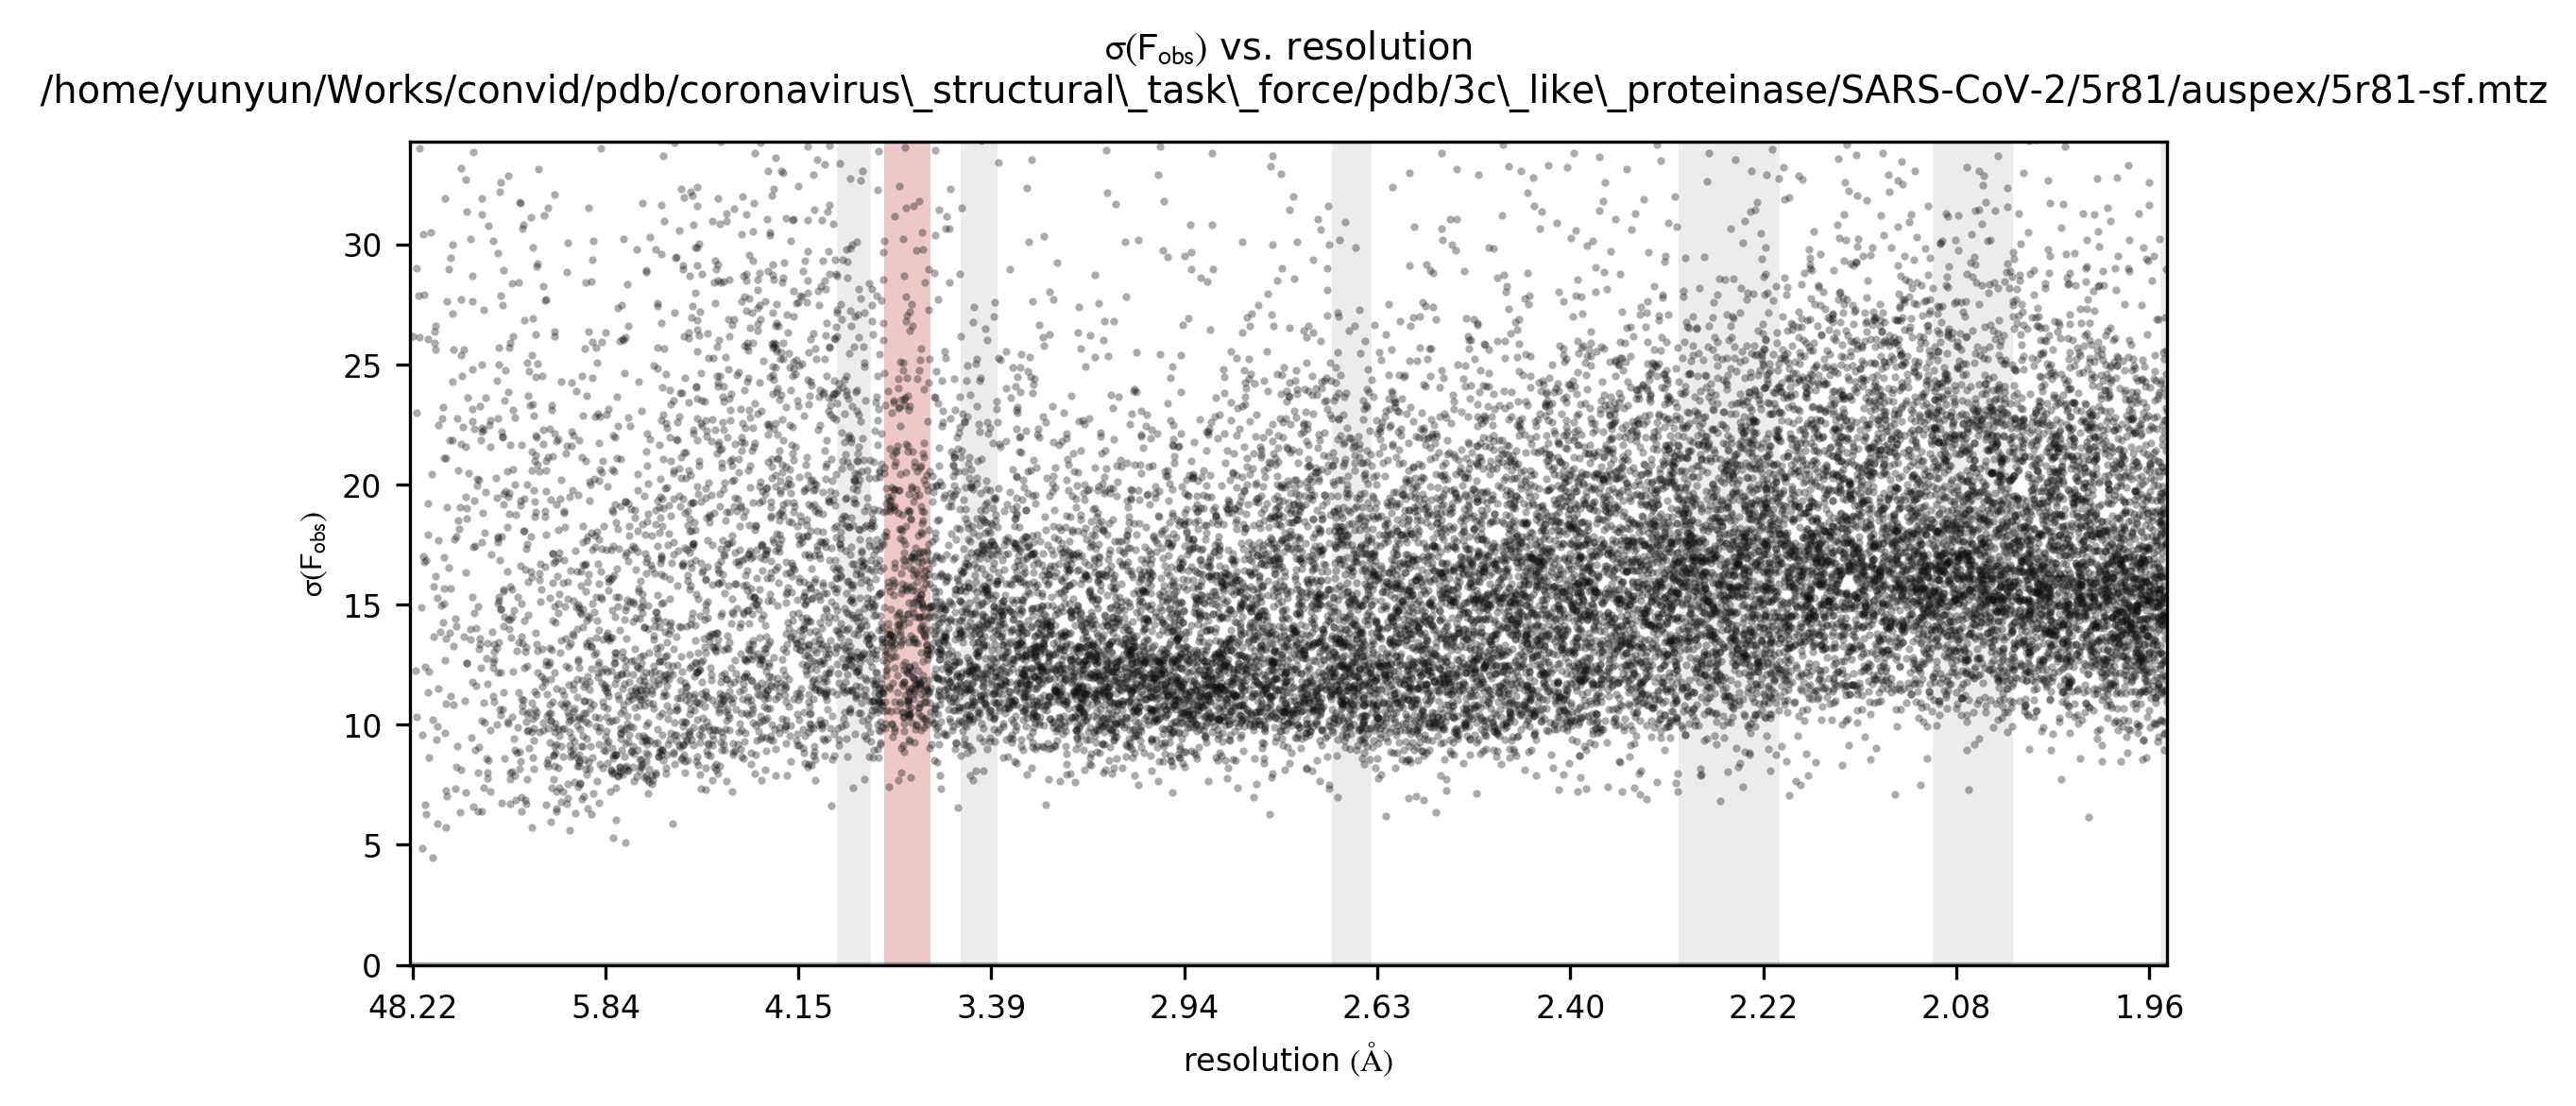 σ(F_obs) vs. resolution
/home/yunyun/Works/convid/pdb/coronavirus\_structural\_task\_force/pdb/3c\_like\_proteinase/SARS-CoV-2/5r81/auspex/5r81-sf.mtz
30
25
20
15
10
5
0
σ(F_obs)
48.22 5.84 4.15 3.39 2.94 2.63 2.40 2.22 2.08 1.96
resolution (Å)